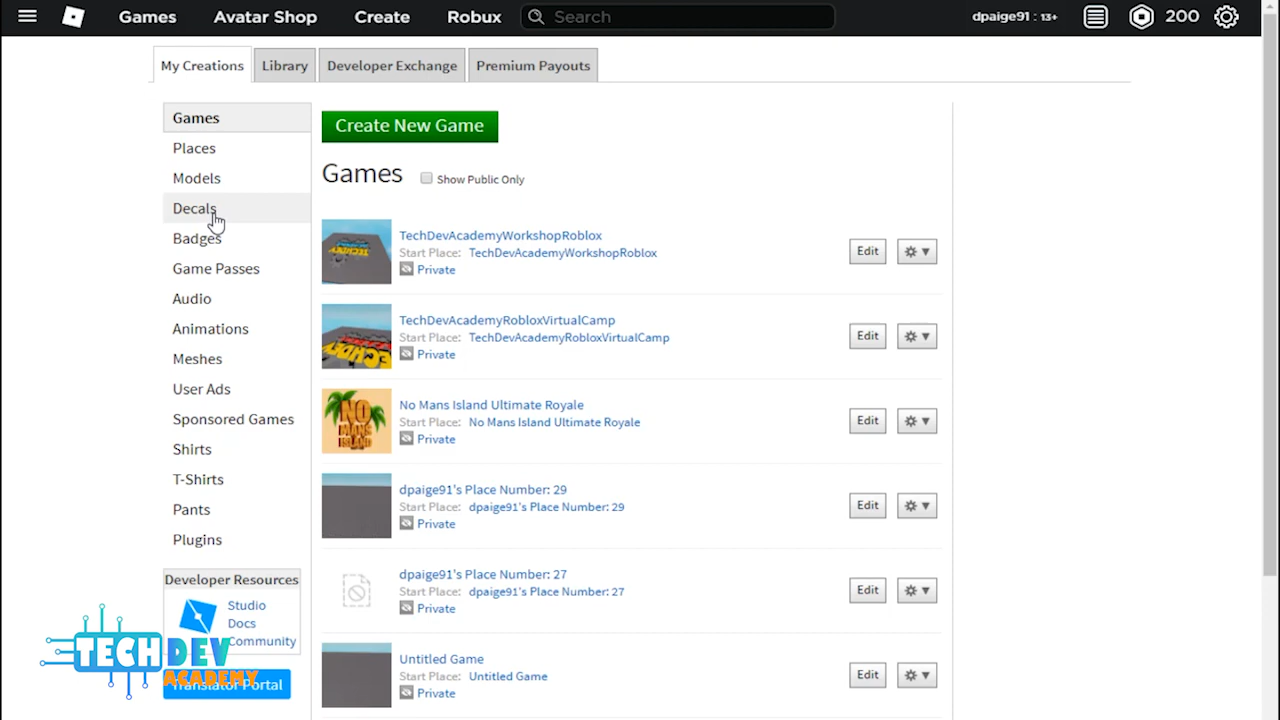 Games Avatar Shop Create Robux Search dpaige91 : 13+ 200
My Creations Library Developer Exchange Premium Payouts
Games
Places
Models
Decals
Badges
Game Passes
Audio
Animations
Meshes
User Ads
Sponsored Games
Shirts
T-Shirts
Pants
Plugins
Developer Resources
Studio
Docs
Community
Translator Portal
TECHDEV
ACADEMY
Create New Game
Games Show Public Only
TechDevAcademyWorkshopRoblox
Start Place: TechDevAcademyWorkshopRoblox
Private
Edit
TechDevAcademyRobloxVirtualCamp
Start Place: TechDevAcademyRobloxVirtualCamp
Private
Edit
NO
MANS
ISLAND
No Mans Island Ultimate Royale
Start Place: No Mans Island Ultimate Royale
Private
Edit
dpaige91's Place Number: 29
Start Place: dpaige91's Place Number: 29
Private
Edit
dpaige91's Place Number: 27
Start Place: dpaige91's Place Number: 27
Private
Edit
Untitled Game
Start Place: Untitled Game
Private
Edit